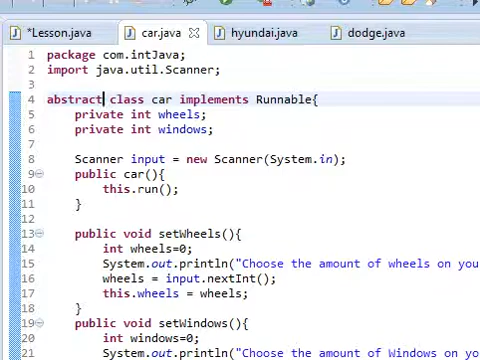 *Lesson.java car.java hyundai.java dodge.java
1 package com.intJava;
2 import java.util.Scanner;
3
4 abstract class car implements Runnable{
5 private int wheels;
6 private int windows;
7
8 Scanner input = new Scanner(System.in);
9 public car(){
10 this.run();
11 }
12
13 public void setWheels(){
14 int wheels=0;
15 System.out.println("Choose the amount of wheels on you
16 wheels = input.nextInt();
17 this.wheels = wheels;
18 }
19 public void setWindows(){
20 int windows=0;
21 System.out.println("Choose the amount of Windows on y